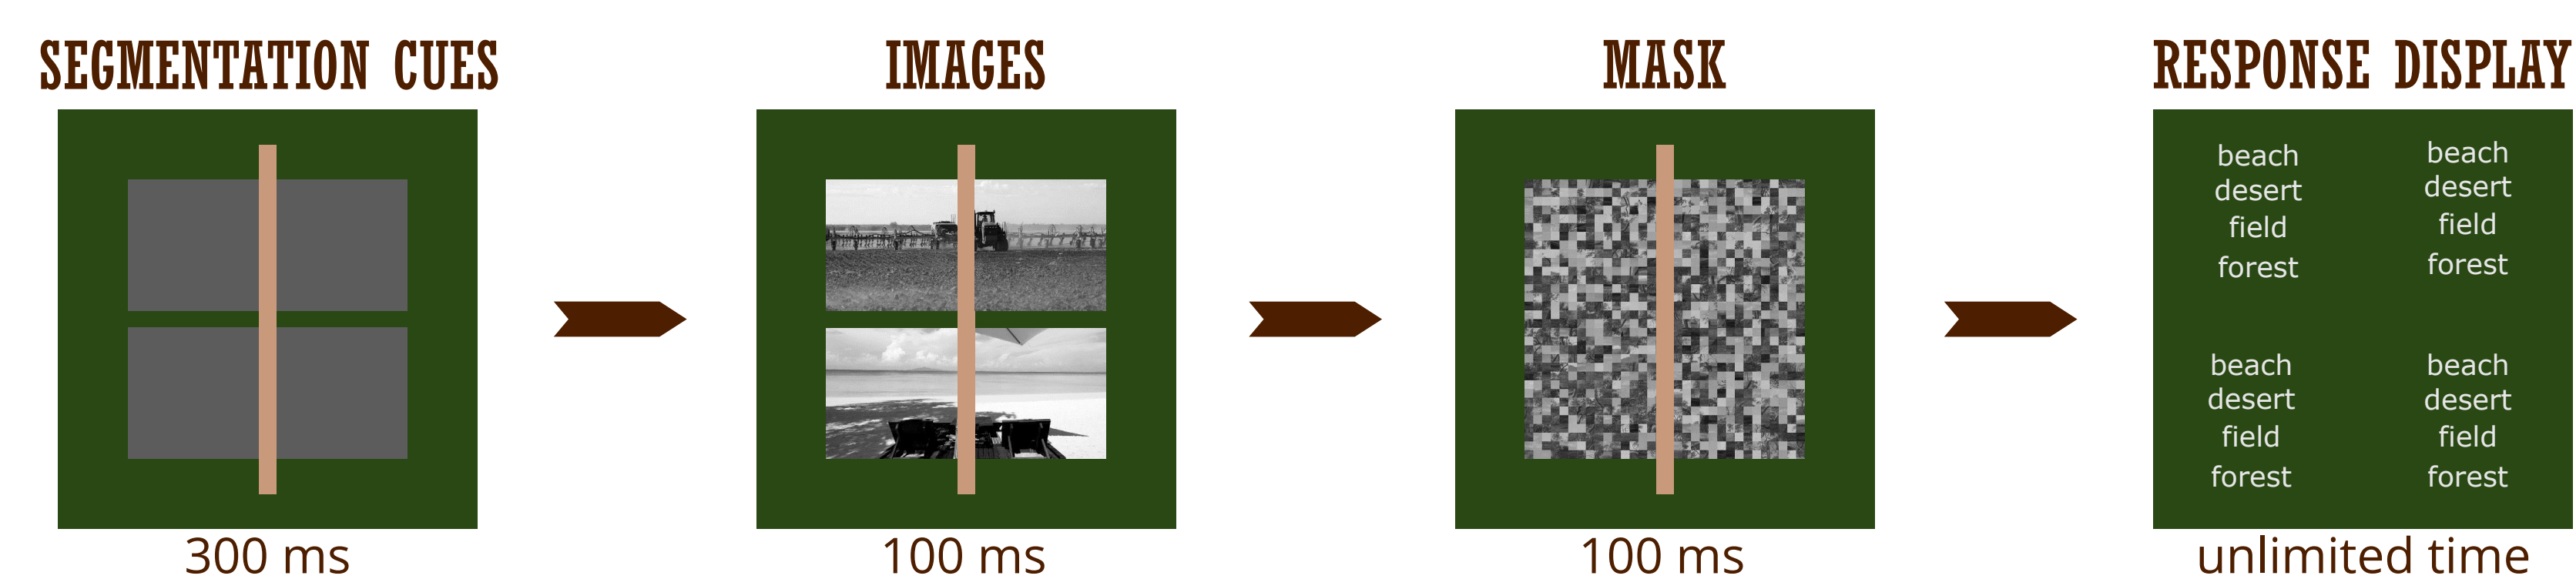 SEGMENTATION CUES
IMAGES
MASK
RESPONSE DISPLAY
beach
desert
field
forest
beach
desert
field
forest
beach
desert
field
forest
beach
desert
field
forest
300 ms
100 ms
100 ms
unlimited time